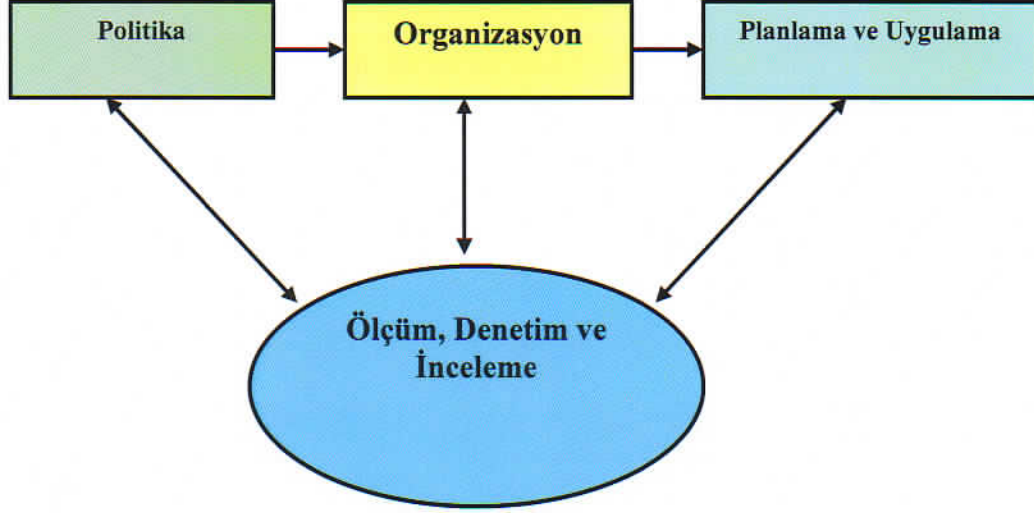 Politika
Organizasyon
Planlama ve Uygulama
Ölçüm, Denetim ve
İnceleme